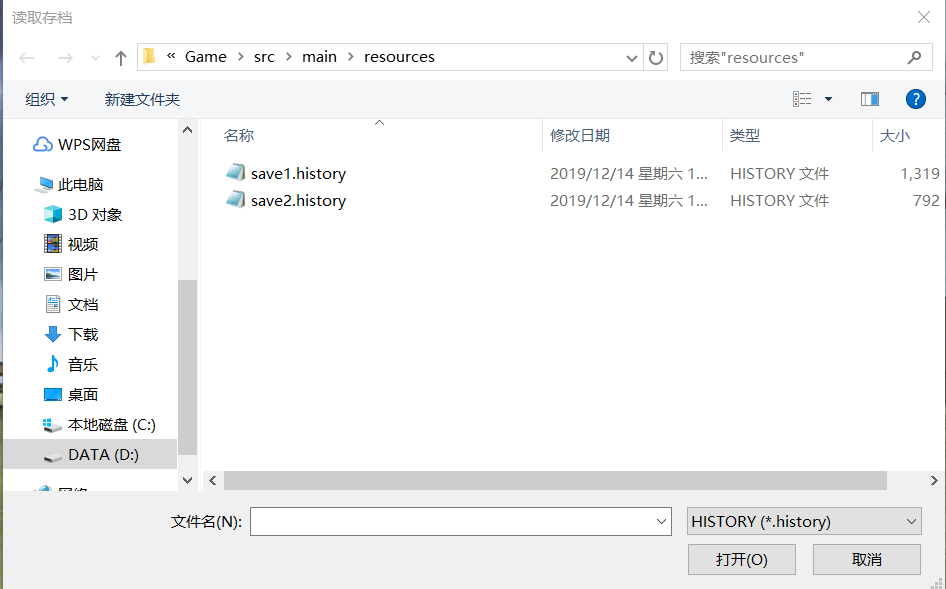 读取存档
« Game > src > main > resources
搜索"resources"
组织
新建文件夹
WPS网盘
此电脑
3D 对象
视频
图片
文档
下载
音乐
桌面
本地磁盘 (C:)
DATA (D:)
名称 修改日期 类型 大小
save1.history 2019/12/14 星期六 1... HISTORY 文件 1,319
save2.history 2019/12/14 星期六 1... HISTORY 文件 792
文件名(N):
HISTORY (*.history)
打开(O)
取消